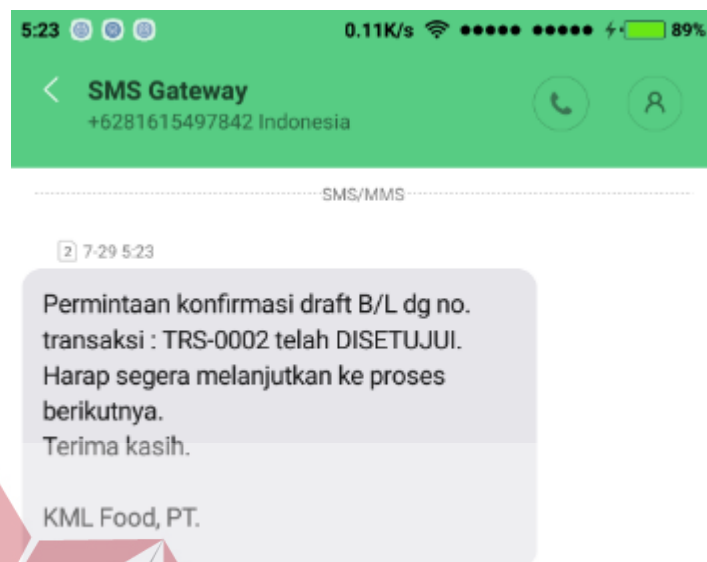 5:23 0.11K/s 89%
SMS Gateway
+6281615497842 Indonesia
SMS/MMS
2 7-29 5:23
Permintaan konfirmasi draft B/L dg no.
transaksi : TRS-0002 telah DISETUJUI.
Harap segera melanjutkan ke proses
berikutnya.
Terima kasih.
KML Food, PT.